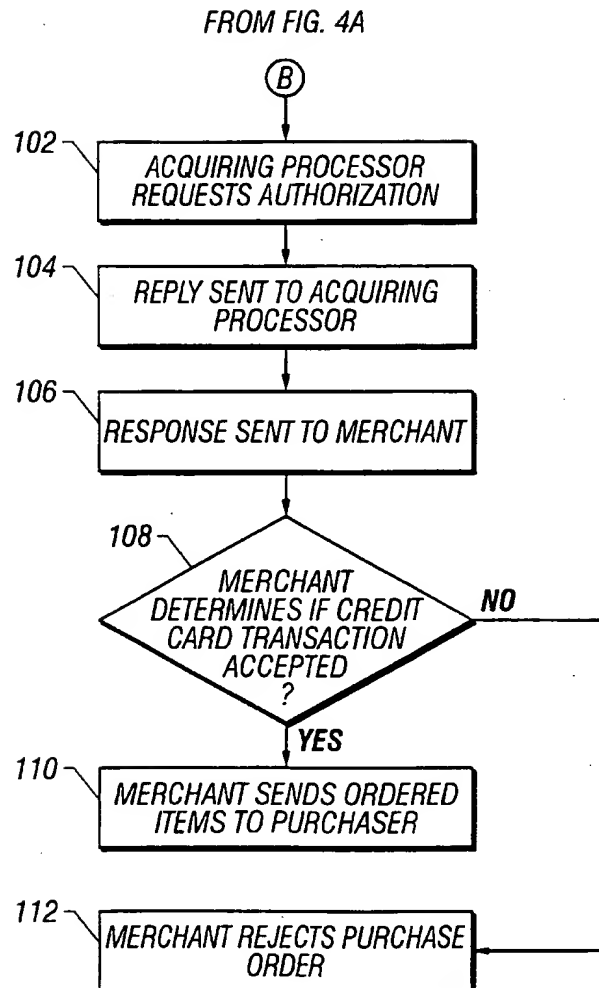 FROM FIG. 4A
B
102
ACQUIRING PROCESSOR
REQUESTS AUTHORIZATION
104
REPLY SENT TO ACQUIRING
PROCESSOR
106
RESPONSE SENT TO MERCHANT
108
MERCHANT
DETERMINES IF CREDIT
CARD TRANSACTION
ACCEPTED
?
NO
YES
110
MERCHANT SENDS ORDERED
ITEMS TO PURCHASER
112
MERCHANT REJECTS PURCHASE
ORDER